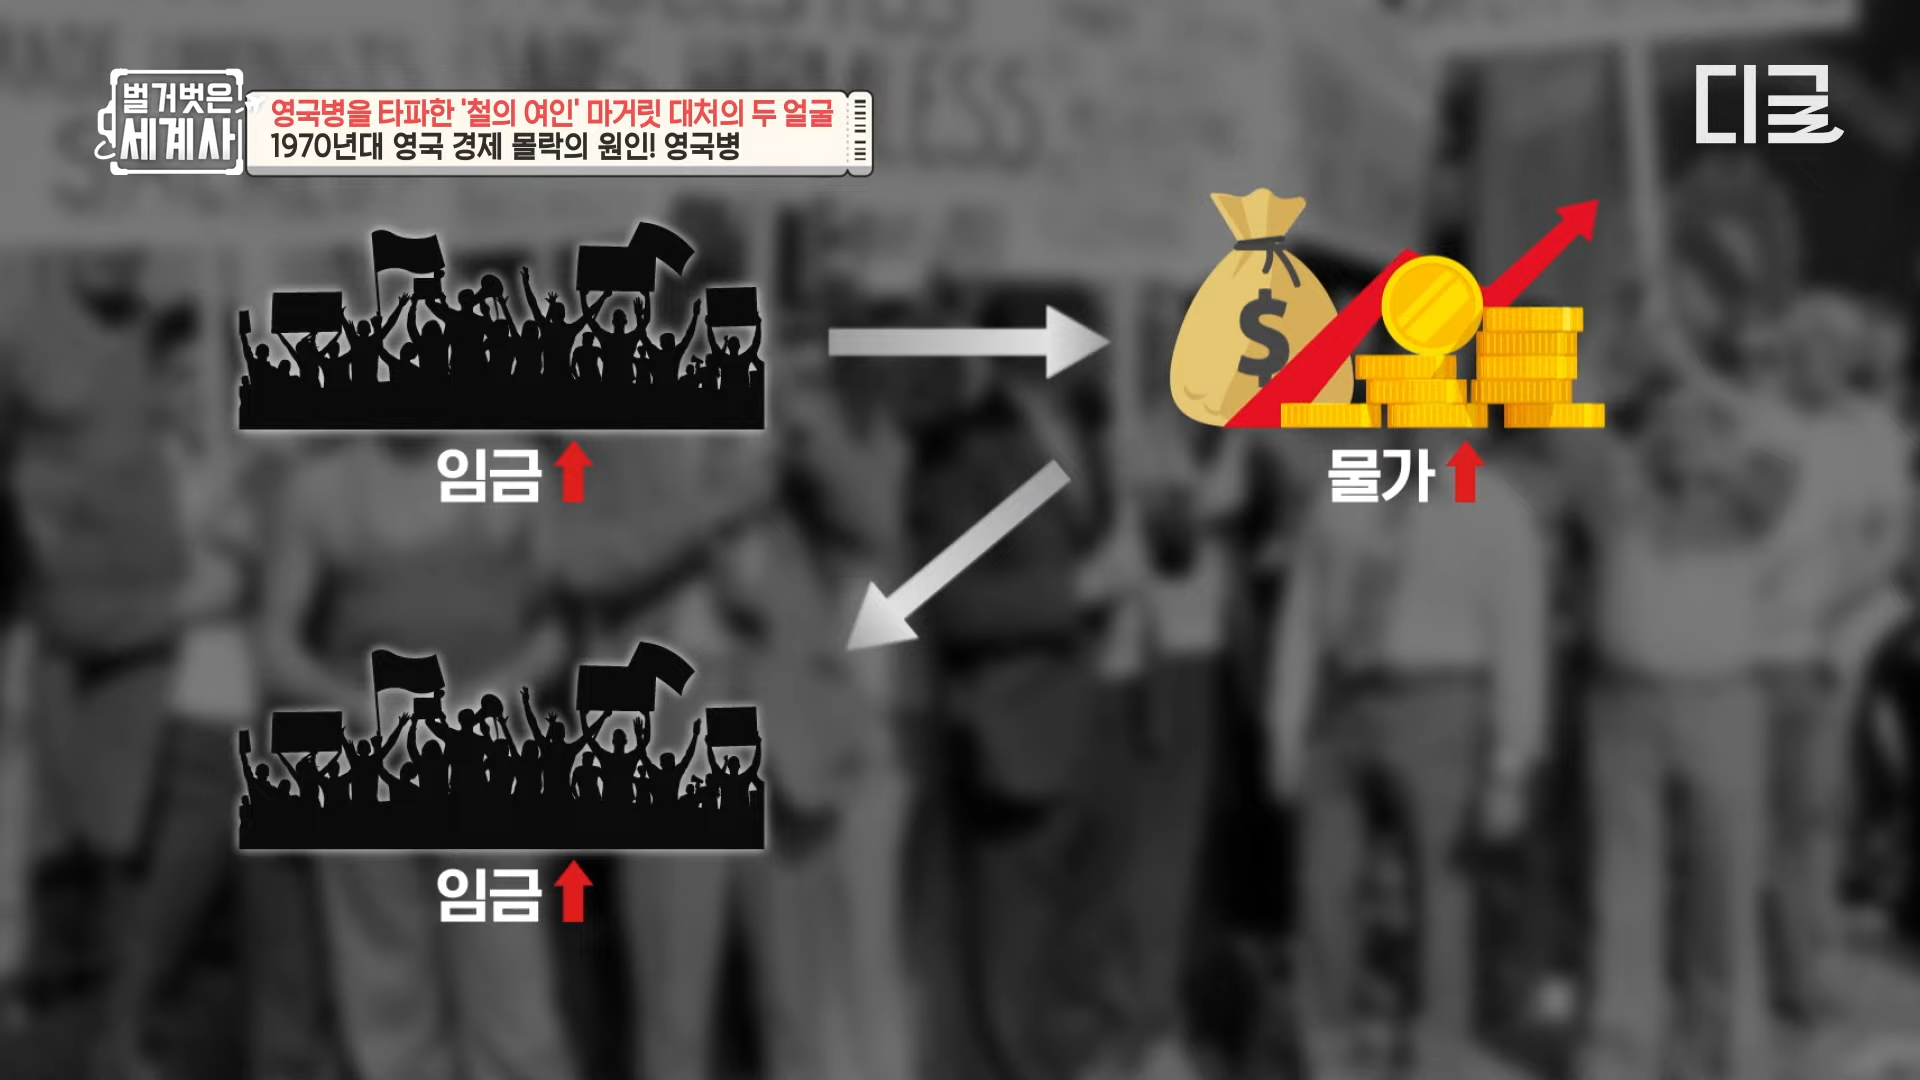 벌거벗은
세계사
영국병을 타파한 '철의 여인' 마거릿 대처의 두 얼굴
1970년대 영국 경제 몰락의 원인! 영국병
디글
$
임금
물가
임금